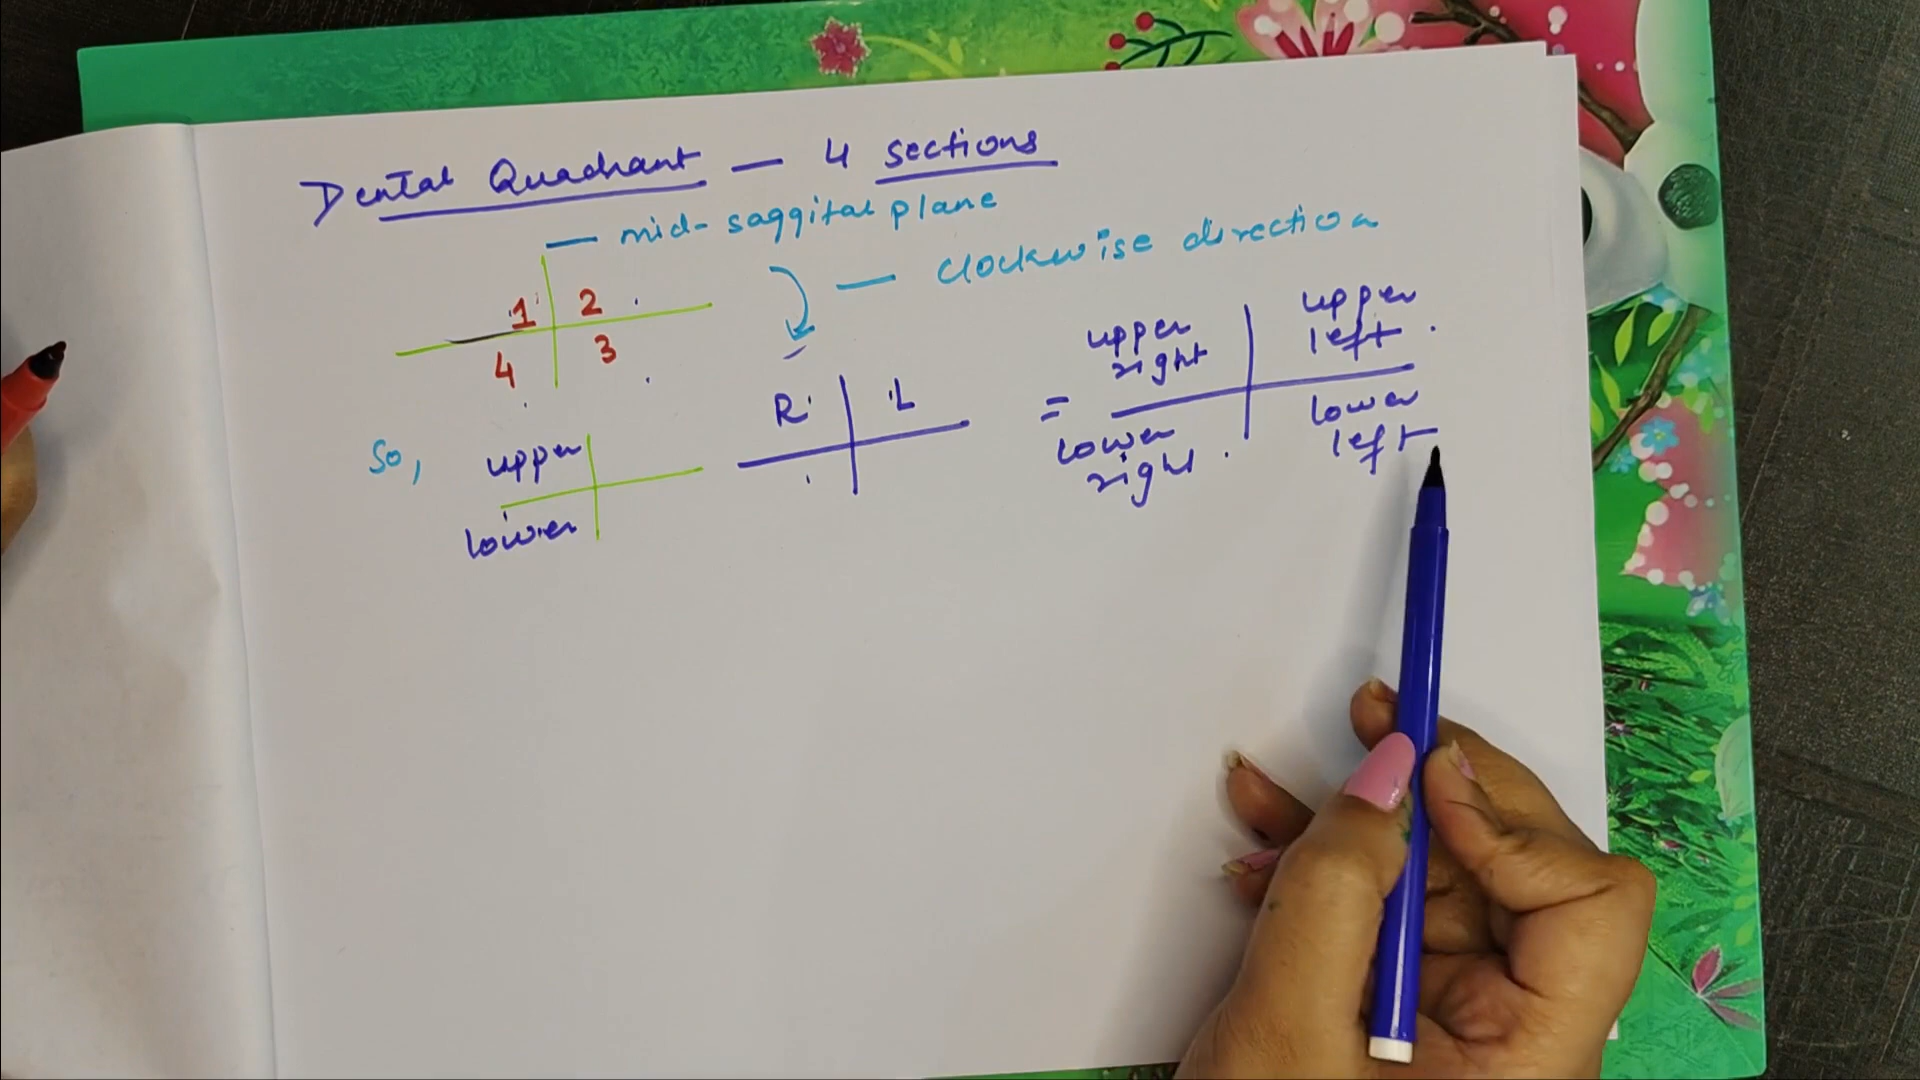 Dental Quadrant — 4 sections
— mid-saggital plane
— clockwise direction
1 2
4 3
So,
upper
lower
R L
=
upper right
upper left
lower right
lower left